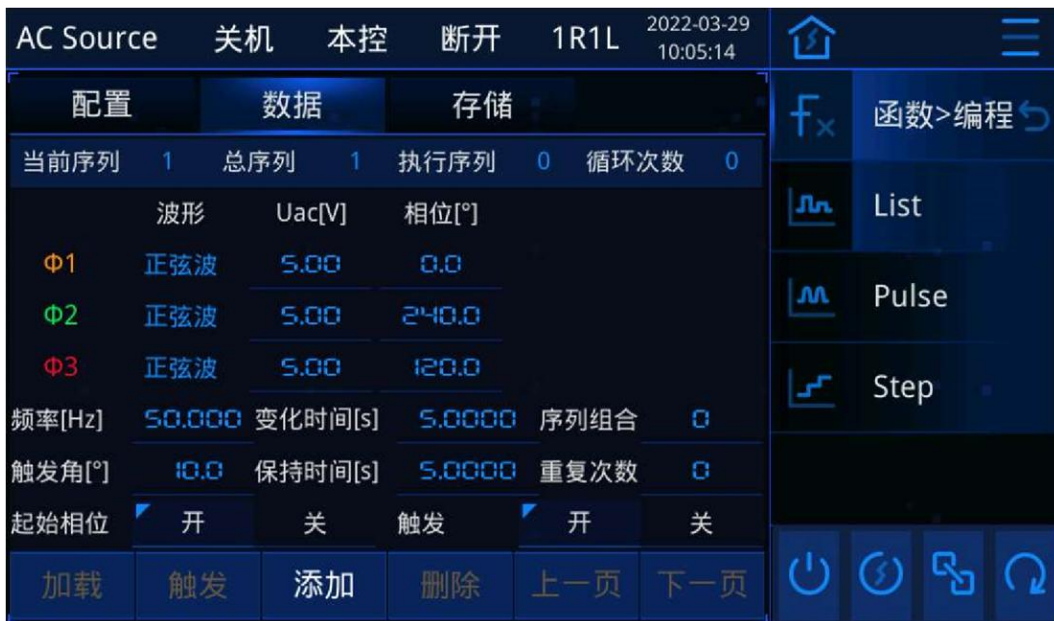 AC Source 关机 本控 断开 1R1L 2022-03-29
10:05:14
配置 数据 存储
当前序列 1 总序列 1 执行序列 0 循环次数 0
波形 Uac[V] 相位[°]
Φ1 正弦波 5.00 0.0
Φ2 正弦波 5.00 240.0
Φ3 正弦波 5.00 120.0
频率[Hz] 50.000 变化时间[s] 5.0000 序列组合 0
触发角[°] 10.0 保持时间[s] 5.0000 重复次数 0
起始相位 开 关 触发 开 关
加载 触发 添加 删除 上一页 下一页
fx 函数>编程
List
Pulse
Step